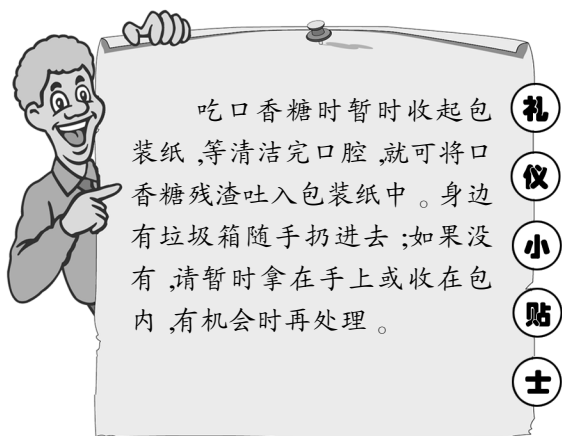 吃口香糖时暂时收起包
装纸,等清洁完口腔,就可将口
香糖残渣吐入包装纸中。身边
有垃圾箱随手扔进去;如果没
有,请暂时拿在手上或收在包
内,有机会时再处理。
礼
仪
小
贴
士